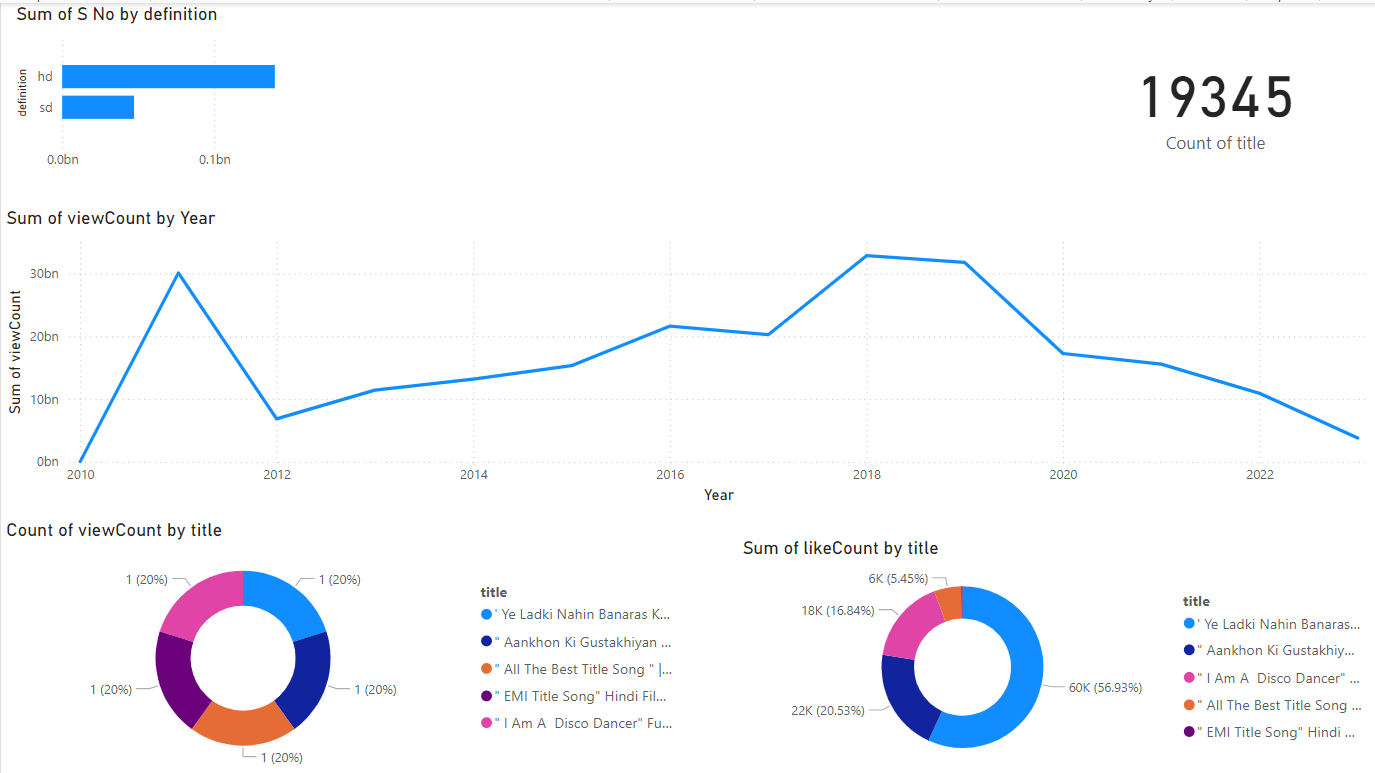 Sum of S No by definition
definition
hd
sd
0.0bn
0.1bn
19345
Count of title
Sum of viewCount by Year
Sum of viewCount
30bn
20bn
10bn
0bn
2010
2012
2014
2016
2018
2020
2022
Year
Count of viewCount by title
1 (20%)
1 (20%)
1 (20%)
1 (20%)
1 (20%)
title
' Ye Ladki Nahin Banaras K...
" Aankhon Ki Gustakhiyan ...
" All The Best Title Song " |...
" EMI Title Song" Hindi Fil...
" I Am A  Disco Dancer" Fu...
Sum of likeCount by title
6K (5.45%)
18K (16.84%)
22K (20.53%)
60K (56.93%)
title
' Ye Ladki Nahin Banaras...
" Aankhon Ki Gustakhiy...
" I Am A  Disco Dancer" ...
" All The Best Title Song ...
" EMI Title Song" Hindi ...